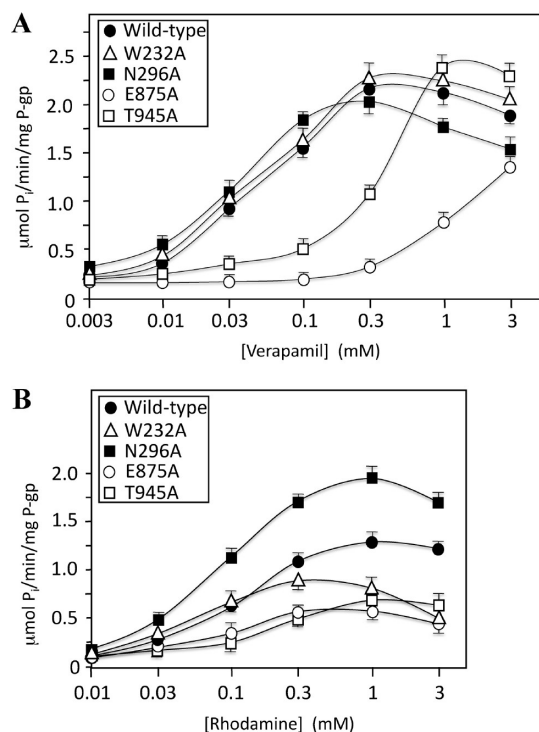 A
Wild-type
W232A
N296A
E875A
T945A
μmol Pi/min/mg P-gp
2.5
2.0
1.5
1.0
0.5
0
0.003
0.01
0.03
0.1
0.3
1
3
[Verapamil] (mM)
B
Wild-type
W232A
N296A
E875A
T945A
μmol Pi/min/mg P-gp
2.0
1.5
1.0
0.5
0
0.01
0.03
0.1
0.3
1
3
[Rhodamine] (mM)